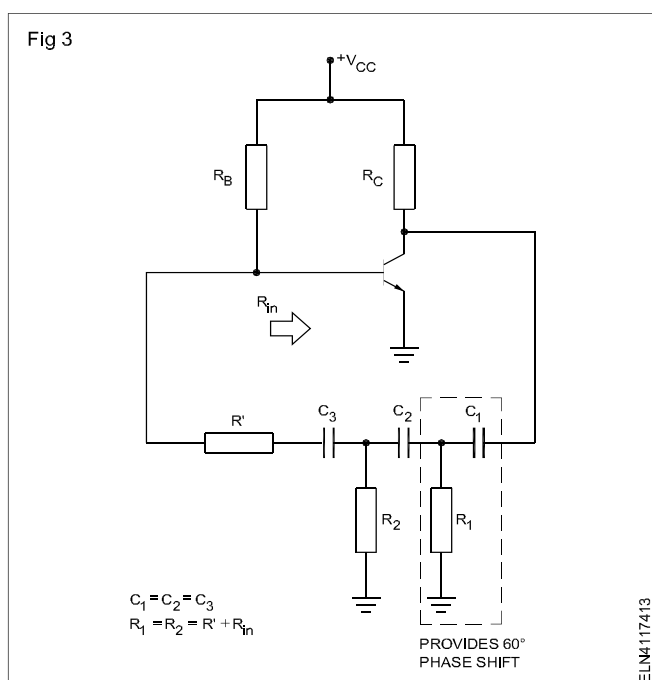 Fig 3
+VCC
RB
RC
Rin
R'
C3
C2
C1
R2
R1
C1 = C2 = C3
R1 = R2 = R' + Rin
PROVIDES 60°
PHASE SHIFT
ELN4117413